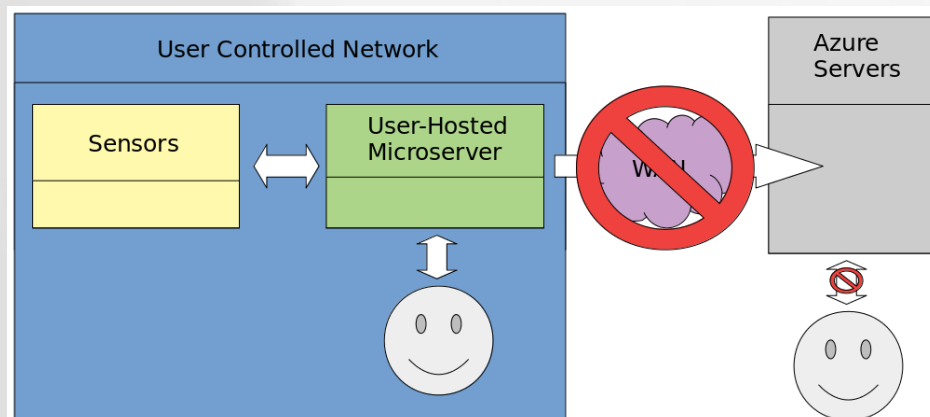 User Controlled Network
Azure
Servers
Sensors
User-Hosted
Microserver